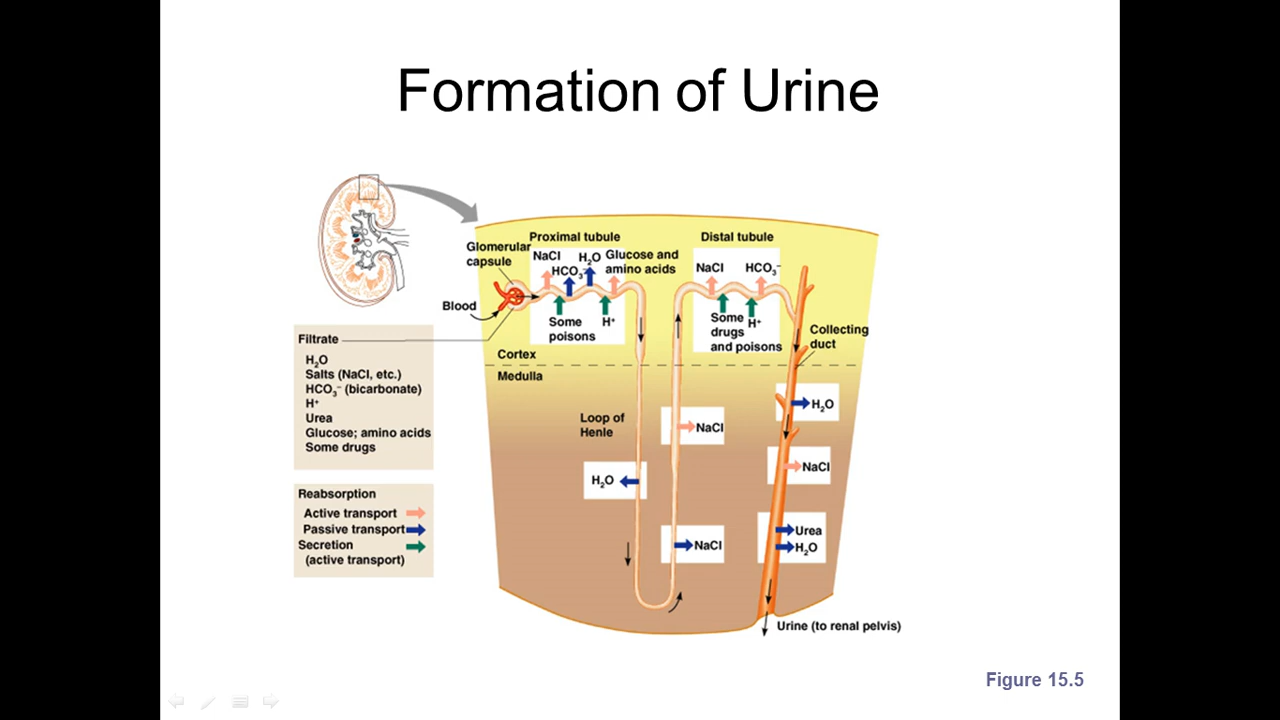 Formation of Urine
Proximal tubule
Distal tubule
Glomerular
capsule
NaCl
HCO₃⁻
H₂O
Glucose and
amino acids
NaCl
HCO₃⁻
Blood
Some
poisons
H⁺
Some
drugs
and poisons
H⁺
Collecting
duct
Filtrate
H₂O
Salts (NaCl, etc.)
HCO₃⁻ (bicarbonate)
H⁺
Urea
Glucose; amino acids
Some drugs
Cortex
Medulla
Loop of
Henle
H₂O
NaCl
NaCl
H₂O
NaCl
Urea
H₂O
Reabsorption
Active transport
Passive transport
Secretion
(active transport)
Urine (to renal pelvis)
Figure 15.5